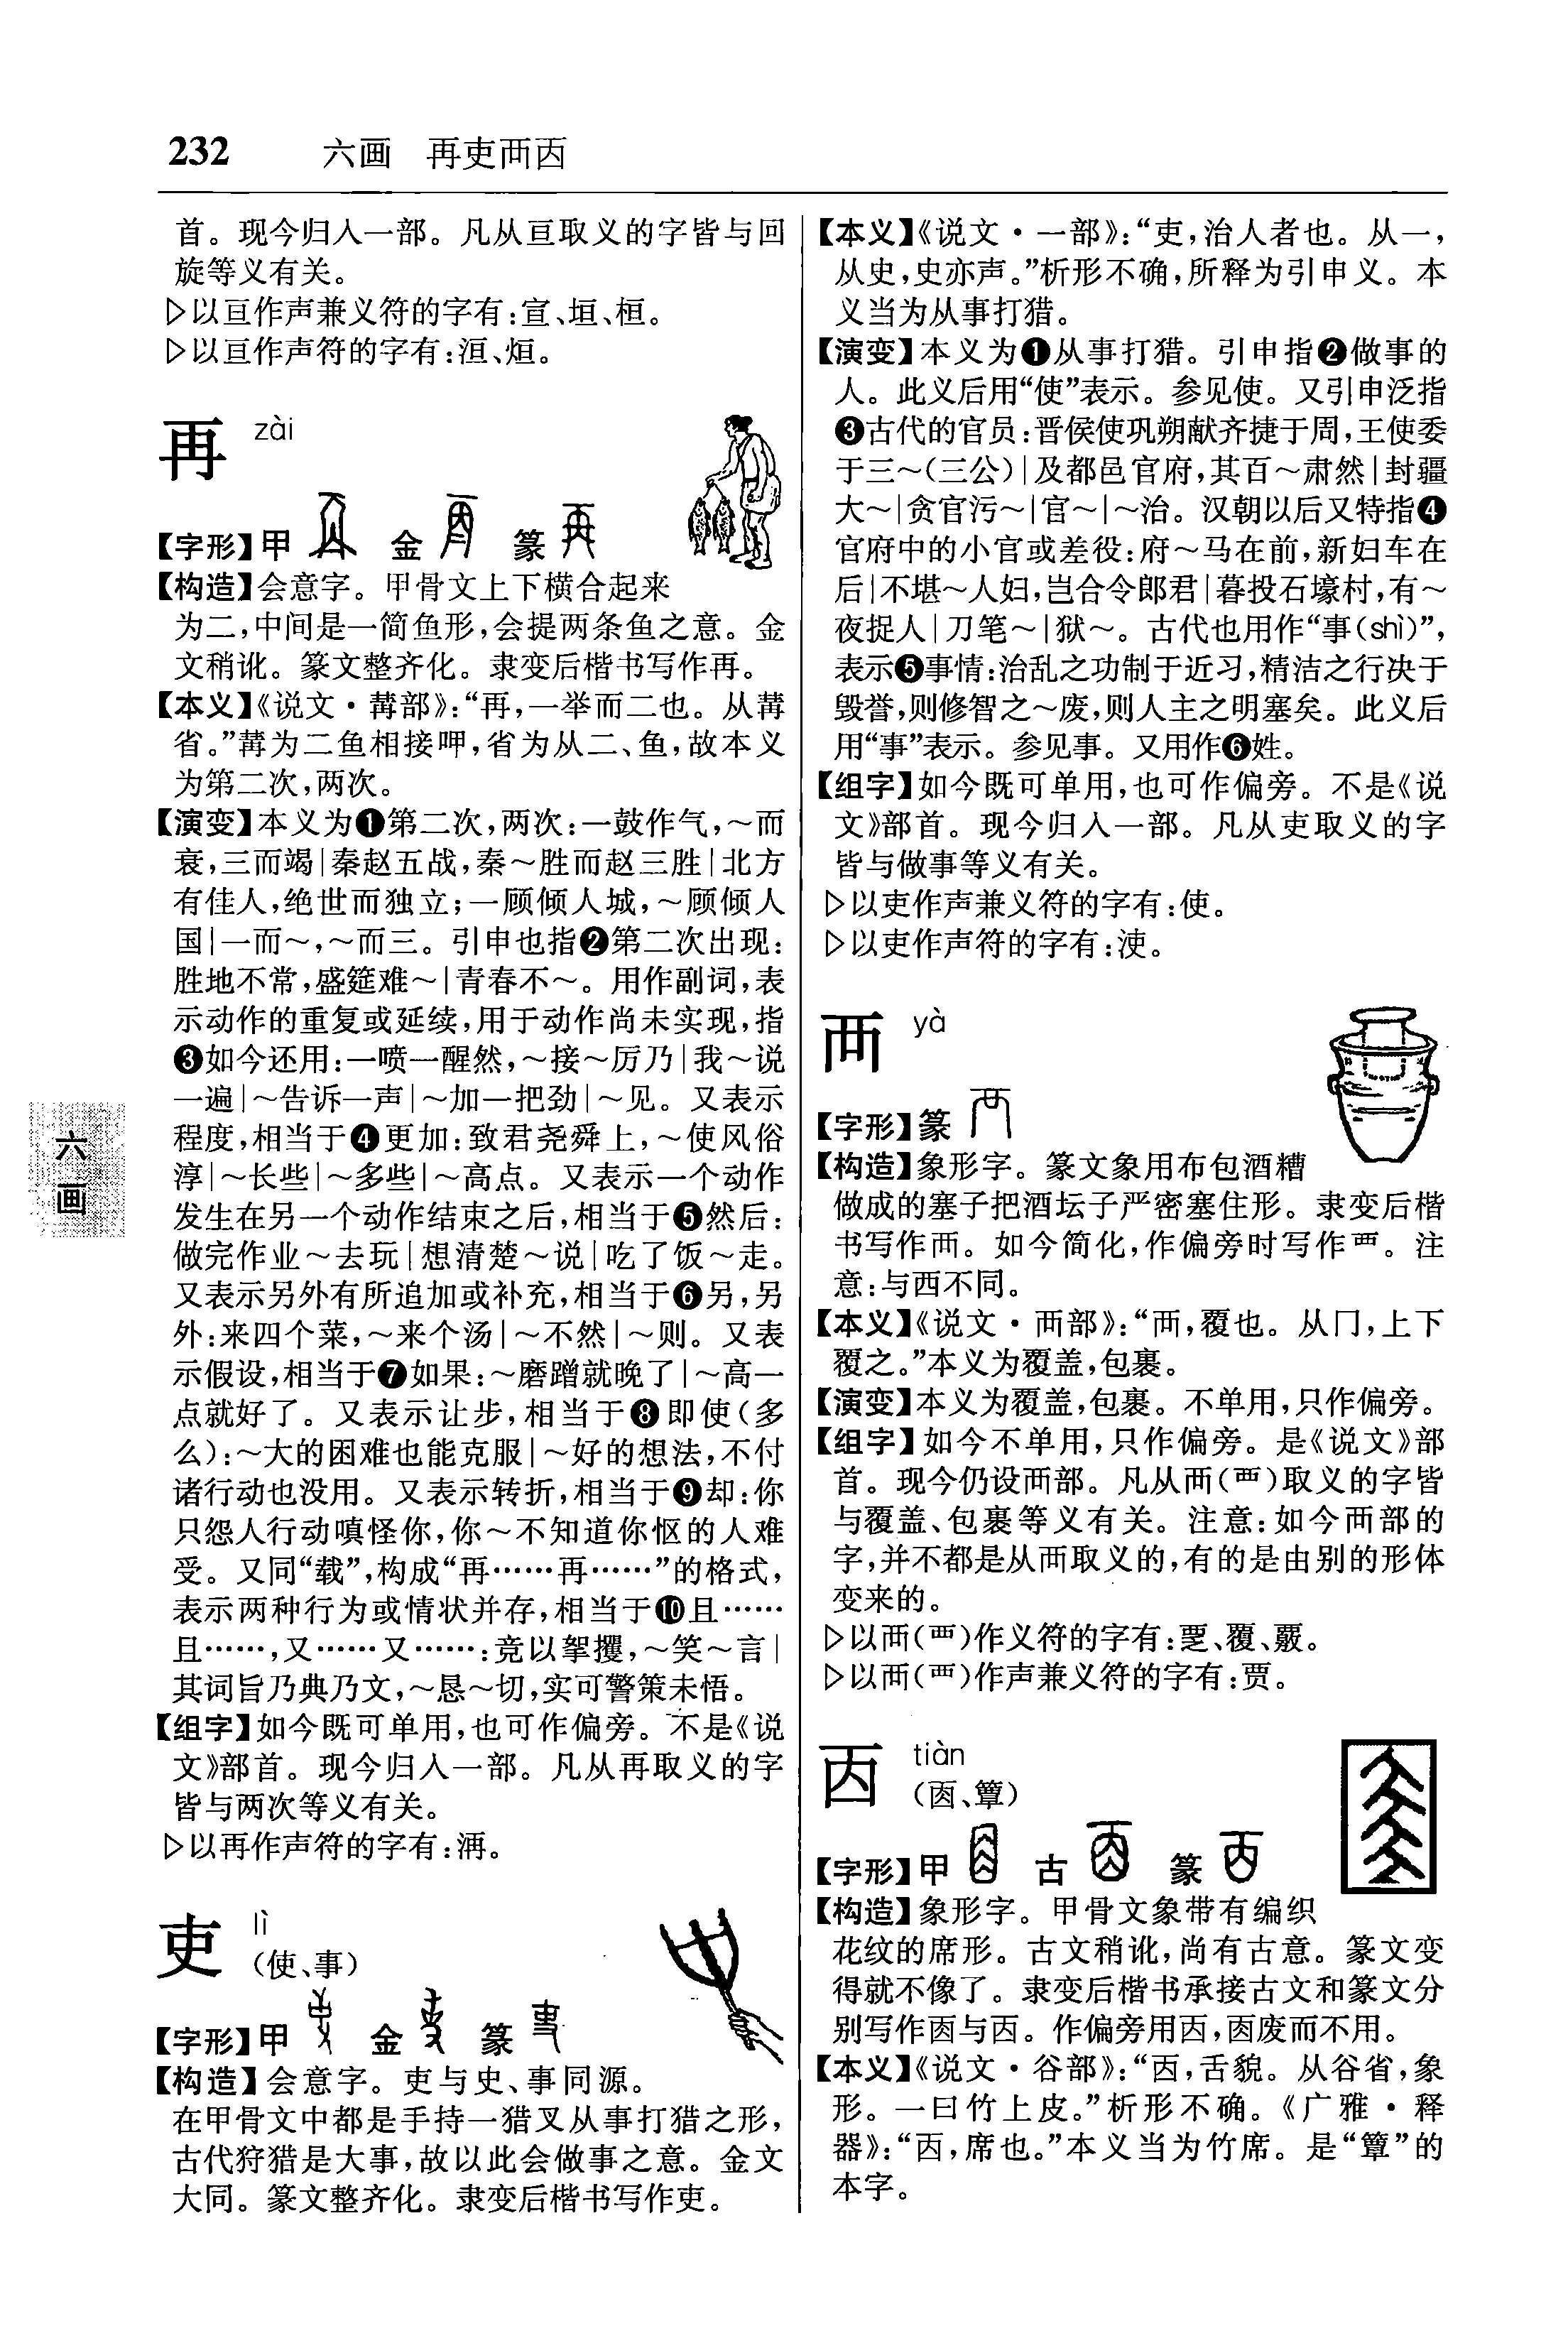 232 六画 再吏襾㐁
首。现今归入一部。凡从亘取义的字皆与回
旋等义有关。
▷以亘作声兼义符的字有:宣、垣、桓。
▷以亘作声符的字有:洹、烜。
再 zài
【字形】甲 金 篆
【构造】会意字。甲骨文上下横合起来
为二,中间是一简鱼形,会提两条鱼之意。金
文稍讹。篆文整齐化。隶变后楷书写作再。
【本义】《说文·冓部》:“再,一举而二也。从冓
省。”冓为二鱼相接呷,省为从二、鱼,故本义
为第二次,两次。
【演变】本义为❶第二次,两次:一鼓作气,~而
衰,三而竭|秦赵五战,秦~胜而赵三胜|北方
有佳人,绝世而独立;一顾倾人城,~顾倾人
国|一而~,~而三。引申也指❷第二次出现:
胜地不常,盛筵难~|青春不~。用作副词,表
示动作的重复或延续,用于动作尚未实现,指
❸如今还用:一喷一醒然,~接~厉乃|我~说
一遍|~告诉一声|~加一把劲|~见。又表示
程度,相当于❹更加:致君尧舜上,~使风俗
淳|~长些|~多些|~高点。又表示一个动作
发生在另一个动作结束之后,相当于❺然后:
做完作业~去玩|想清楚~说|吃了饭~走。
又表示另外有所追加或补充,相当于❻另,另
外:来四个菜,~来个汤|~不然|~则。又表
示假设,相当于❼如果:~磨蹭就晚了|~高一
点就好了。又表示让步,相当于❽即使(多
么):~大的困难也能克服|~好的想法,不付
诸行动也没用。又表示转折,相当于❾却:你
只怨人行动嗔怪你,你~不知道你怄的人难
受。又同“载”,构成“再……再……”的格式,
表示两种行为或情状并存,相当于❿且……
且……,又……又……:竞以挐攫,~笑~言|
其词旨乃典乃文,~恳~切,实可警策未悟。
【组字】如今既可单用,也可作偏旁。不是《说
文》部首。现今归入一部。凡从再取义的字
皆与两次等义有关。
▷以再作声符的字有:洅。
吏 lì
(使、事)
【字形】甲 金 篆
【构造】会意字。吏与史、事同源。
在甲骨文中都是手持一猎叉从事打猎之形,
古代狩猎是大事,故以此会做事之意。金文
大同。篆文整齐化。隶变后楷书写作吏。
【本义】《说文·一部》:“吏,治人者也。从一,
从史,史亦声。”析形不确,所释为引申义。本
义当为从事打猎。
【演变】本义为❶从事打猎。引申指❷做事的
人。此义后用“使”表示。参见使。又引申泛指
❸古代的官员:晋侯使巩朔献齐捷于周,王使委
于三~(三公)|及都邑官府,其百~肃然|封疆
大~|贪官污~|官~|~治。汉朝以后又特指❹
官府中的小官或差役:府~马在前,新妇车在
后|不堪~人妇,岂合令郎君|暮投石壕村,有~
夜捉人|刀笔~|狱~。古代也用作“事(shì)”,
表示❺事情:治乱之功制于近习,精洁之行决于
毁誉,则修智之~废,则人主之明塞矣。此义后
用“事”表示。参见事。又用作❻姓。
【组字】如今既可单用,也可作偏旁。不是《说
文》部首。现今归入一部。凡从吏取义的字
皆与做事等义有关。
▷以吏作声兼义符的字有:使。
▷以吏作声符的字有:浭。
襾 yà
【字形】篆
【构造】象形字。篆文象用布包酒糟
做成的塞子把酒坛子严密塞住形。隶变后楷
书写作襾。如今简化,作偏旁时写作覀。注
意:与西不同。
【本义】《说文·襾部》:“襾,覆也。从冂,上下
覆之。”本义为覆盖,包裹。
【演变】本义为覆盖,包裹。不单用,只作偏旁。
【组字】如今不单用,只作偏旁。是《说文》部
首。现今仍设襾部。凡从襾(覀)取义的字皆
与覆盖、包裹等义有关。注意:如今襾部的
字,并不都是从襾取义的,有的是由别的形体
变来的。
▷以襾(覀)作义符的字有:覂、覆、覈。
▷以襾(覀)作声兼义符的字有:贾。
㐁 tiàn
(㐁、簟)
【字形】甲 古 篆
【构造】象形字。甲骨文象带有编织
花纹的席形。古文稍讹,尚有古意。篆文变
得就不像了。隶变后楷书承接古文和篆文分
别写作与㐁。作偏旁用㐁,废而不用。
【本义】《说文·谷部》:“㐁,舌貌。从谷省,象
形。一曰竹上皮。”析形不确。《广雅·释
器》:“㐁,席也。”本义当为竹席。是“簟”的
本字。
六
画